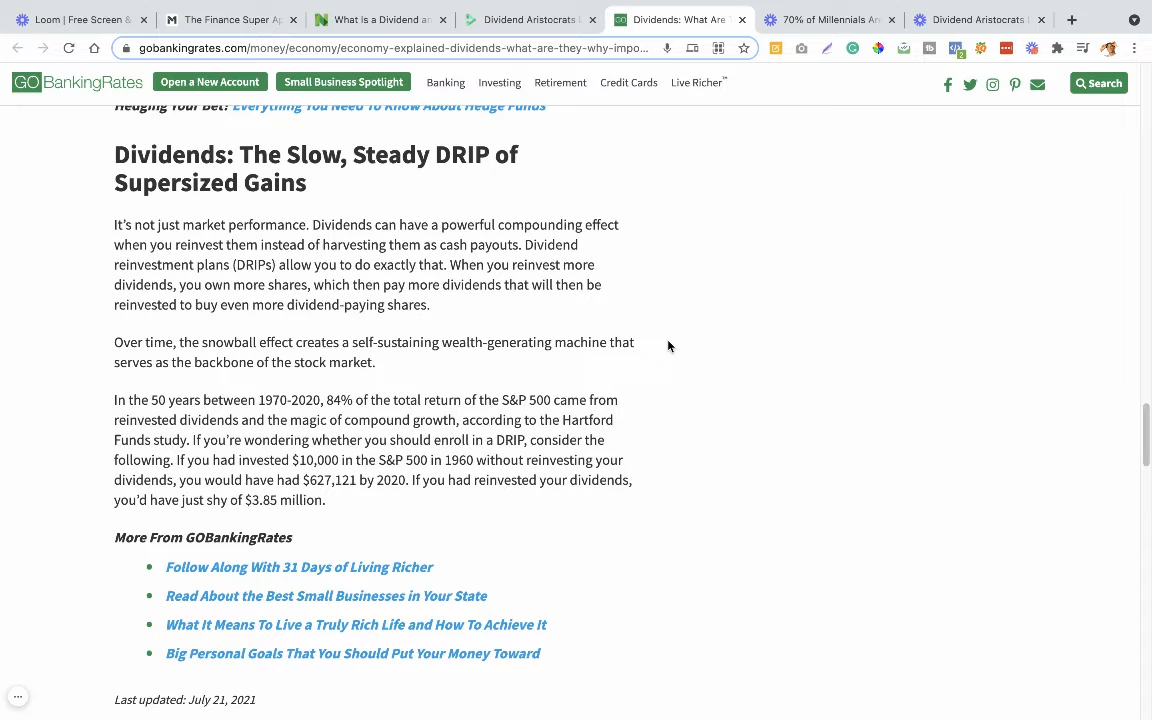 Loom | Free Screen & The Finance Super Ap What is a Dividend an Dividend Aristocrats L Dividends: What Are T 70% of Millennials Are Dividend Aristocrats
gobankingrates.com/money/economy/economy-explained-dividends-what-are-they-why-impo...
GOBankingRates Open a New Account Small Business Spotlight Banking Investing Retirement Credit Cards Live Richer™ Search
Hedging Your Bet? Everything You Need To Know About Hedge Funds
Dividends: The Slow, Steady DRIP of
Supersized Gains
It's not just market performance. Dividends can have a powerful compounding effect
when you reinvest them instead of harvesting them as cash payouts. Dividend
reinvestment plans (DRIPs) allow you to do exactly that. When you reinvest more
dividends, you own more shares, which then pay more dividends that will then be
reinvested to buy even more dividend-paying shares.
Over time, the snowball effect creates a self-sustaining wealth-generating machine that
serves as the backbone of the stock market.
In the 50 years between 1970-2020, 84% of the total return of the S&P 500 came from
reinvested dividends and the magic of compound growth, according to the Hartford
Funds study. If you're wondering whether you should enroll in a DRIP, consider the
following. If you had invested $10,000 in the S&P 500 in 1960 without reinvesting your
dividends, you would have had $627,121 by 2020. If you had reinvested your dividends,
you'd have just shy of $3.85 million.
More From GOBankingRates
Follow Along With 31 Days of Living Richer
Read About the Best Small Businesses in Your State
What It Means To Live a Truly Rich Life and How To Achieve It
Big Personal Goals That You Should Put Your Money Toward
Last updated: July 21, 2021